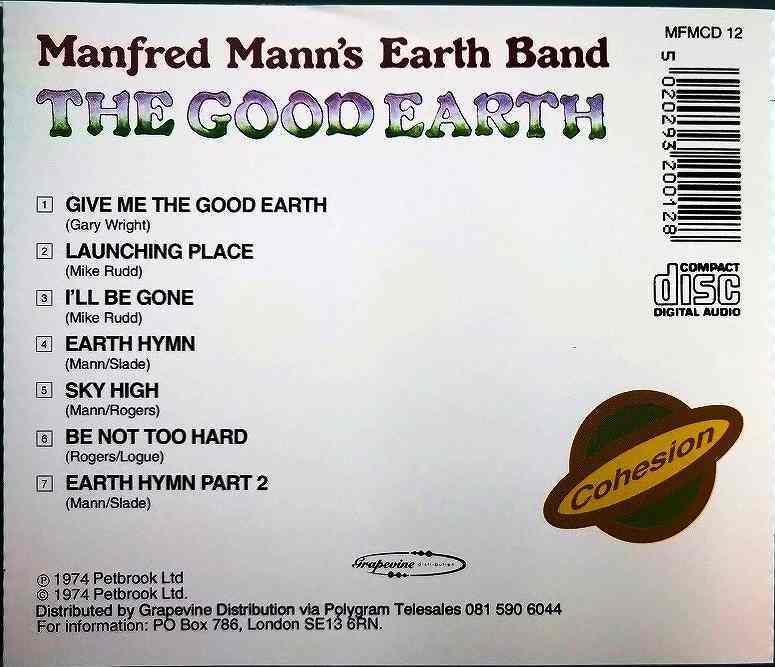 Manfred Mann's Earth Band
MFMCD 12
THE GOOD EARTH
5 020293 200128
1 GIVE ME THE GOOD EARTH
(Gary Wright)
2 LAUNCHING PLACE
(Mike Rudd)
3 I'LL BE GONE
(Mike Rudd)
4 EARTH HYMN
(Mann/Slade)
5 SKY HIGH
(Mann/Rogers)
6 BE NOT TOO HARD
(Rogers/Logue)
7 EARTH HYMN PART 2
(Mann/Slade)
COMPACT
disc
DIGITAL AUDIO
Cohesion
Grapevine distribution
℗ 1974 Petbrook Ltd
© 1974 Petbrook Ltd.
Distributed by Grapevine Distribution via Polygram Telesales 081 590 6044
For information: PO Box 786, London SE13 6RN.